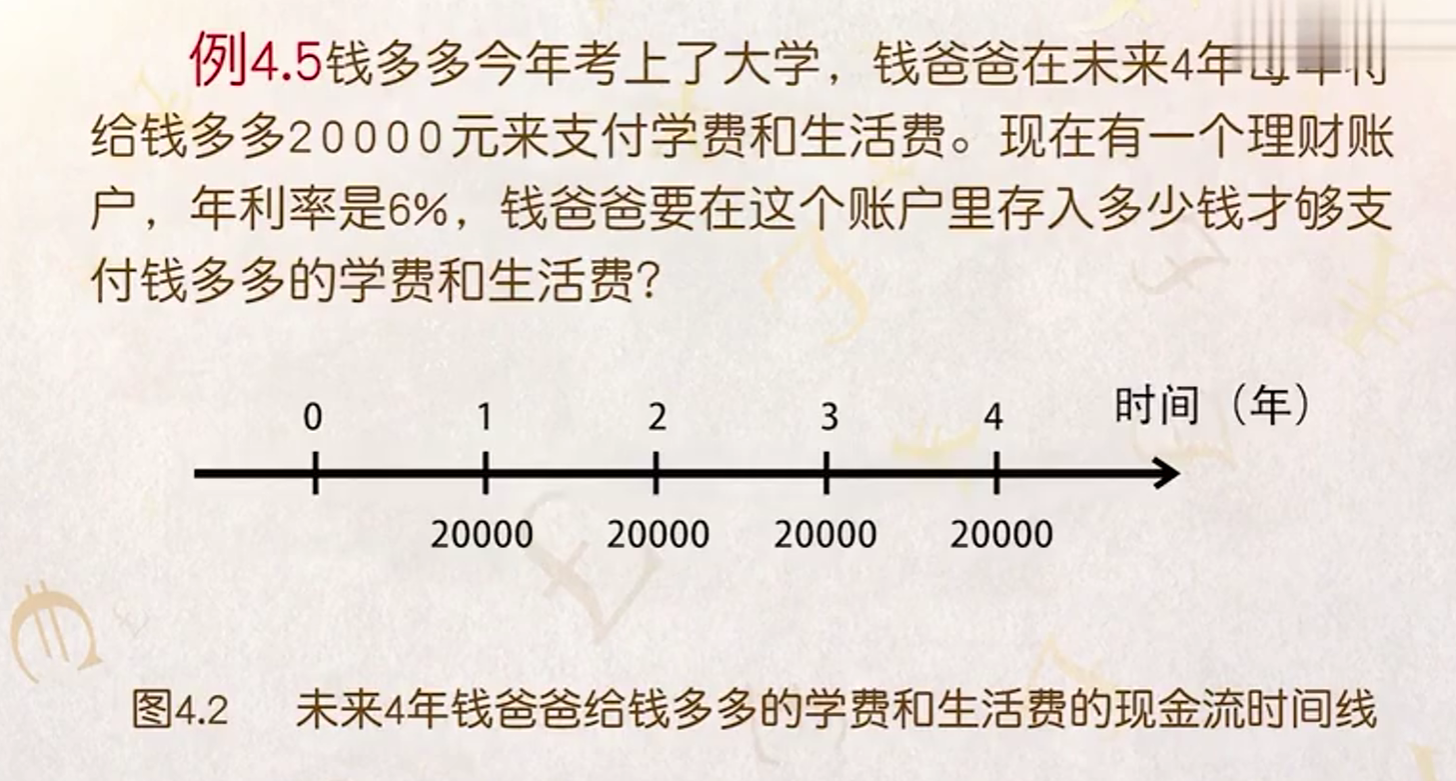 例4.5钱多多今年考上了大学，钱爸爸在未来4年
给钱多多20000元来支付学费和生活费。现在有一个理财账
户，年利率是6%，钱爸爸要在这个账户里存入多少钱才够支
付钱多多的学费和生活费?
0 1 2 3 4 时间（年）
20000 20000 20000 20000
图4.2 未来4年钱爸爸给钱多多的学费和生活费的现金流时间线